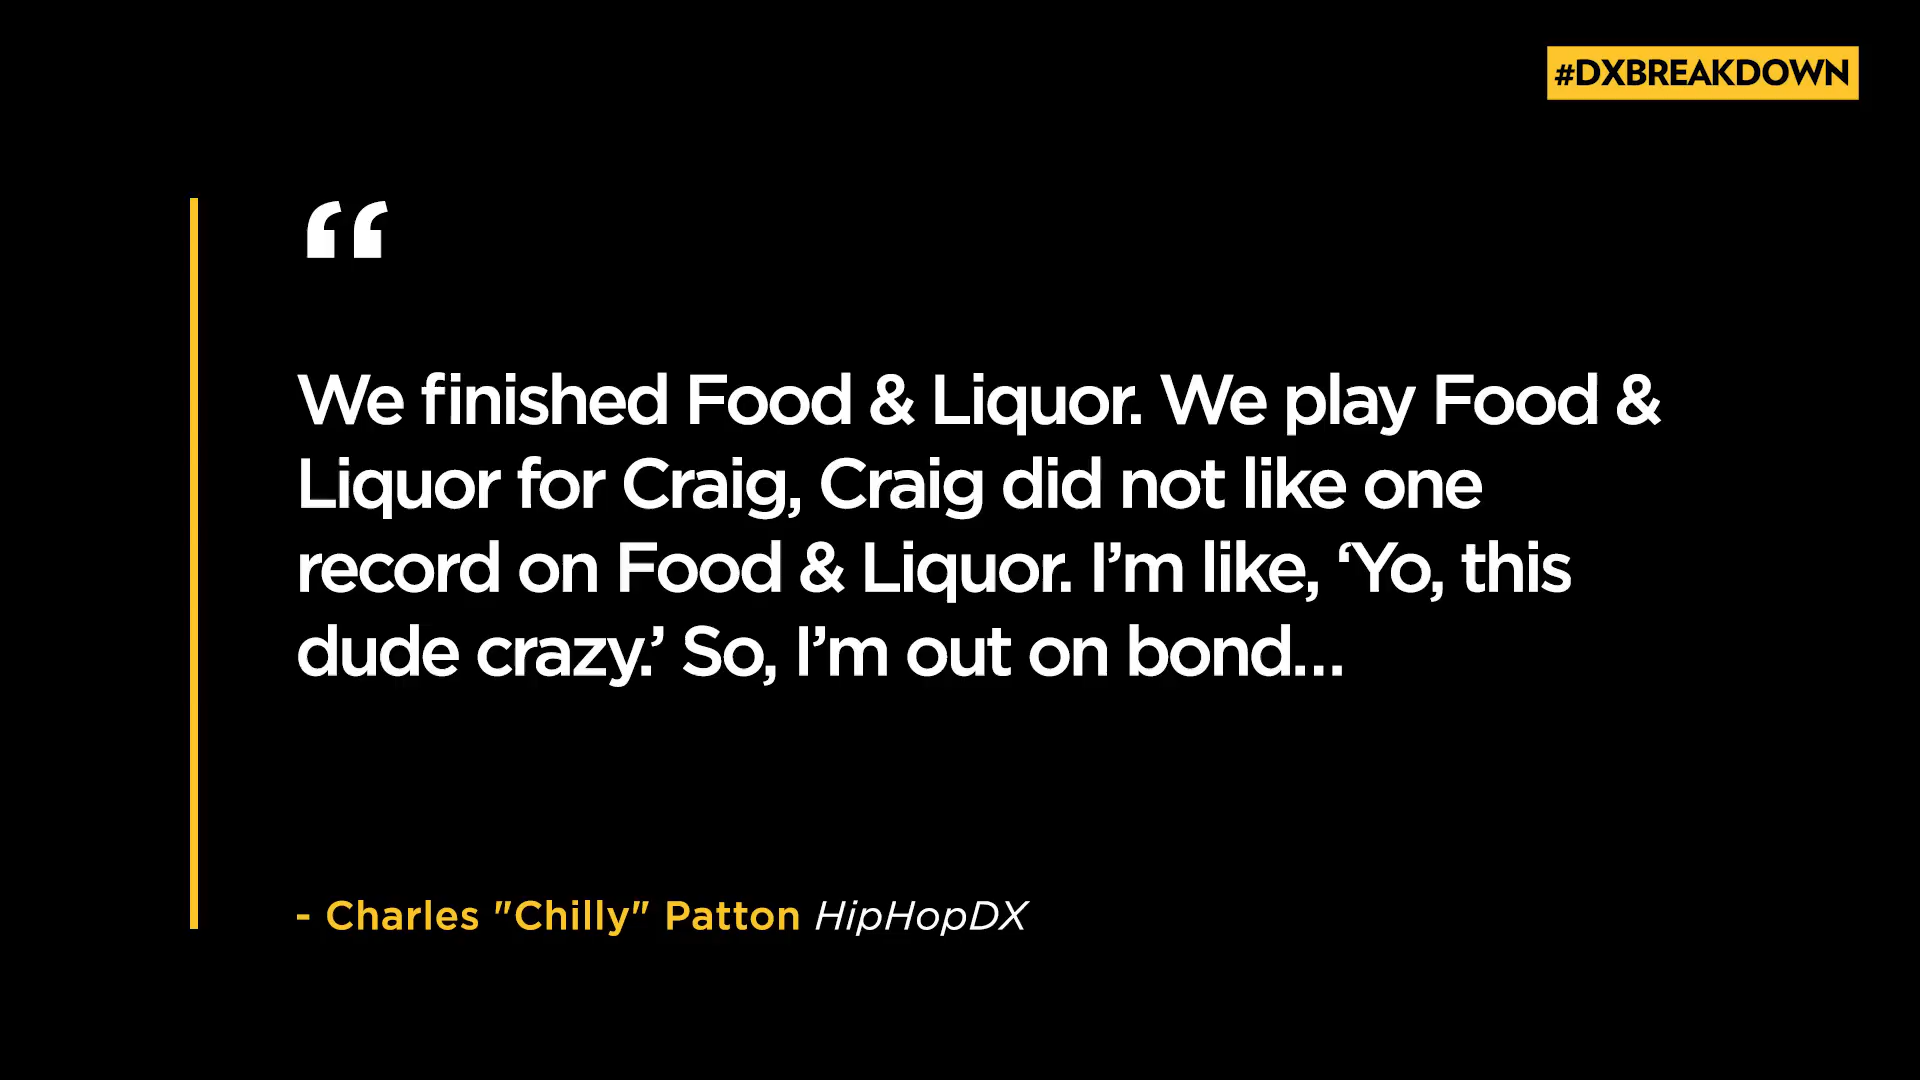 #DXBREAKDOWN
“
We finished Food & Liquor. We play Food &
Liquor for Craig, Craig did not like one
record on Food & Liquor. I’m like, ‘Yo, this
dude crazy.’ So, I’m out on bond...
- Charles "Chilly" Patton HipHopDX